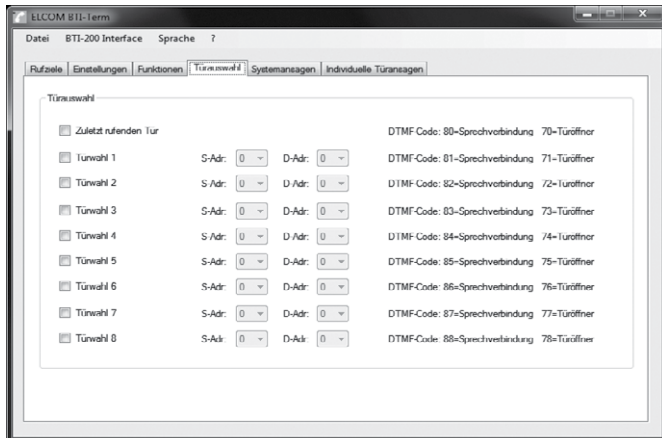 ELCOM BTI-Term
Datei BTI-200 Interface Sprache ?
Rufziele Einstellungen Funktionen Türauswahl Systemansagen Individuelle Türansagen
Türauswahl
Zuletzt rufenden Tür DTMF-Code: 80=Sprechverbindung 70=Türöffner
Türwahl 1 S-Adr: 0 D-Adr: 0 DTMF-Code: 81=Sprechverbindung 71=Türöffner
Türwahl 2 S-Adr: 0 D-Adr: 0 DTMF-Code: 82=Sprechverbindung 72=Türöffner
Türwahl 3 S-Adr: 0 D-Adr: 0 DTMF-Code: 83=Sprechverbindung 73=Türöffner
Türwahl 4 S-Adr: 0 D-Adr: 0 DTMF-Code: 84=Sprechverbindung 74=Türöffner
Türwahl 5 S-Adr: 0 D-Adr: 0 DTMF-Code: 85=Sprechverbindung 75=Türöffner
Türwahl 6 S-Adr: 0 D-Adr: 0 DTMF-Code: 86=Sprechverbindung 76=Türöffner
Türwahl 7 S-Adr: 0 D-Adr: 0 DTMF-Code: 87=Sprechverbindung 77=Türöffner
Türwahl 8 S-Adr: 0 D-Adr: 0 DTMF-Code: 88=Sprechverbindung 78=Türöffner